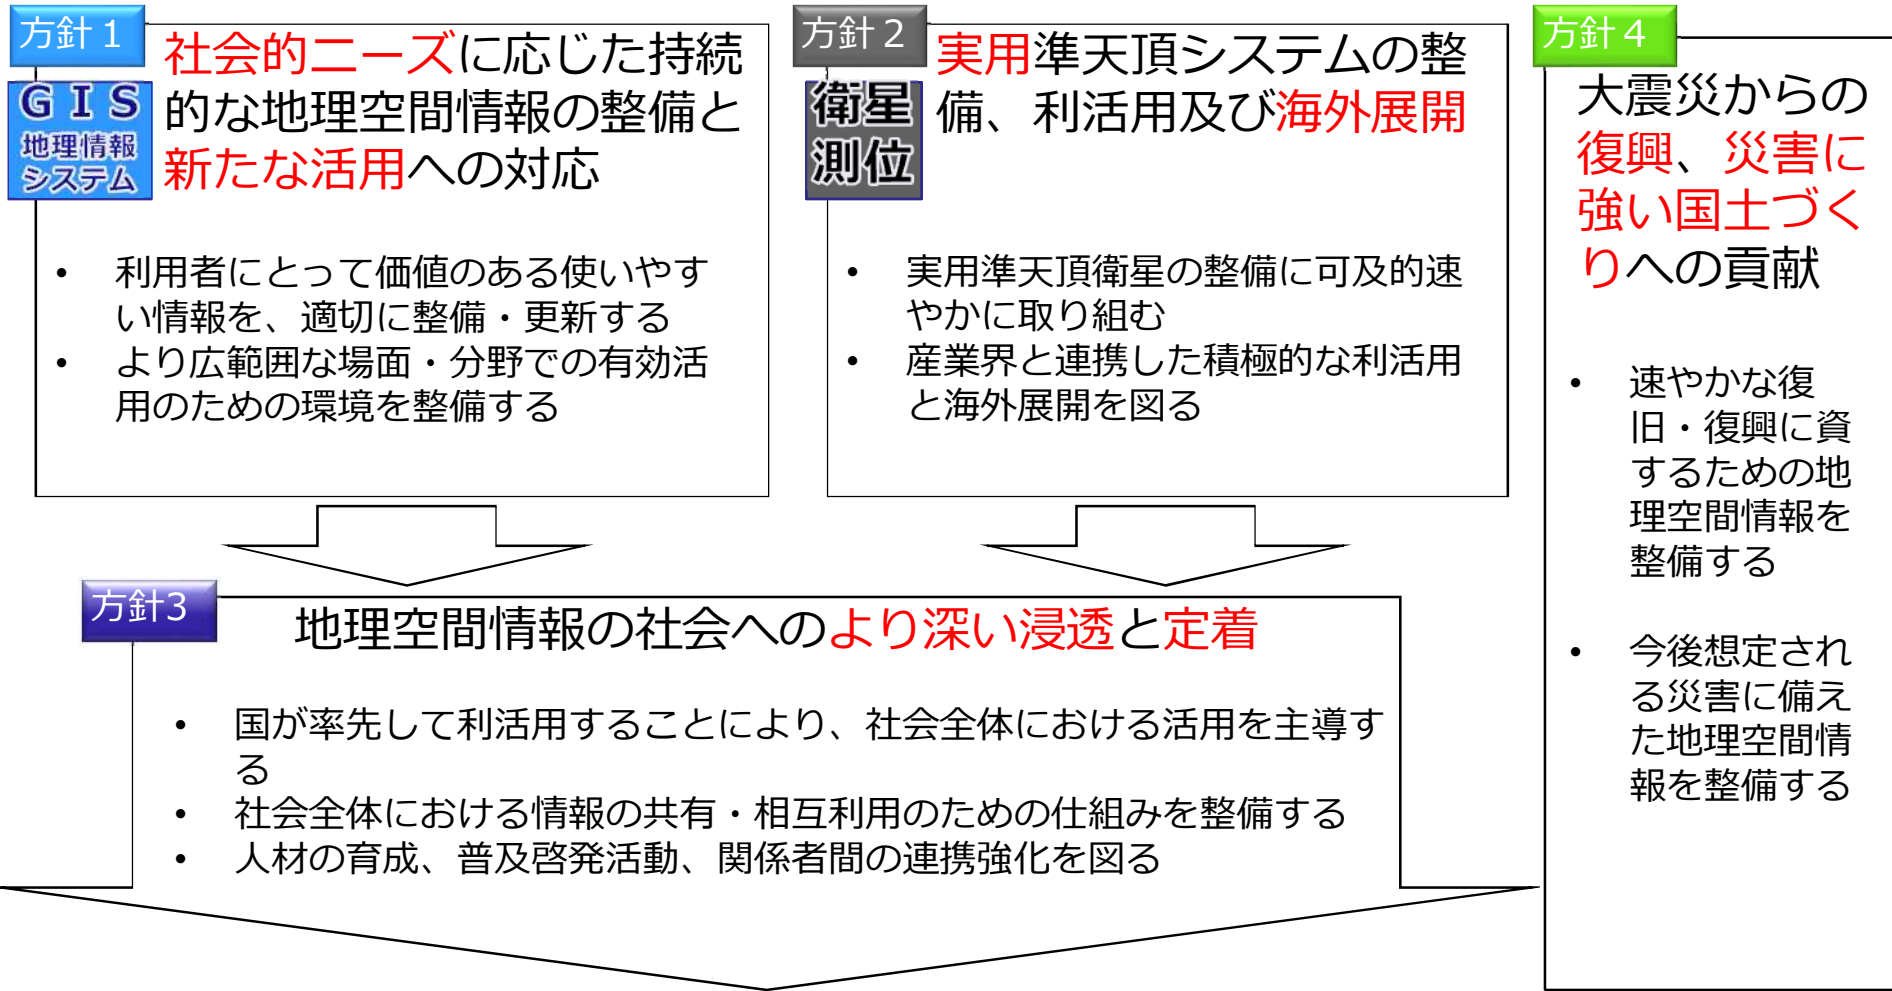 方針１
社会的ニーズに応じた持続
的な地理空間情報の整備と
新たな活用への対応
ＧＩＳ
地理情報
システム
• 利用者にとって価値のある使いやす
い情報を、適切に整備・更新する
• より広範囲な場面・分野での有効活
用のための環境を整備する
方針２
実用準天頂システムの整
備、利活用及び海外展開
衛星
測位
• 実用準天頂衛星の整備に可及的速
やかに取り組む
• 産業界と連携した積極的な利活用
と海外展開を図る
方針3
地理空間情報の社会へのより深い浸透と定着
• 国が率先して利活用することにより、社会全体における活用を主導す
る
• 社会全体における情報の共有・相互利用のための仕組みを整備する
• 人材の育成、普及啓発活動、関係者間の連携強化を図る
方針４
大震災からの
復興、災害に
強い国土づく
りへの貢献
• 速やかな復
旧・復興に資
するための地
理空間情報を
整備する
• 今後想定され
る災害に備え
た地理空間情
報を整備する